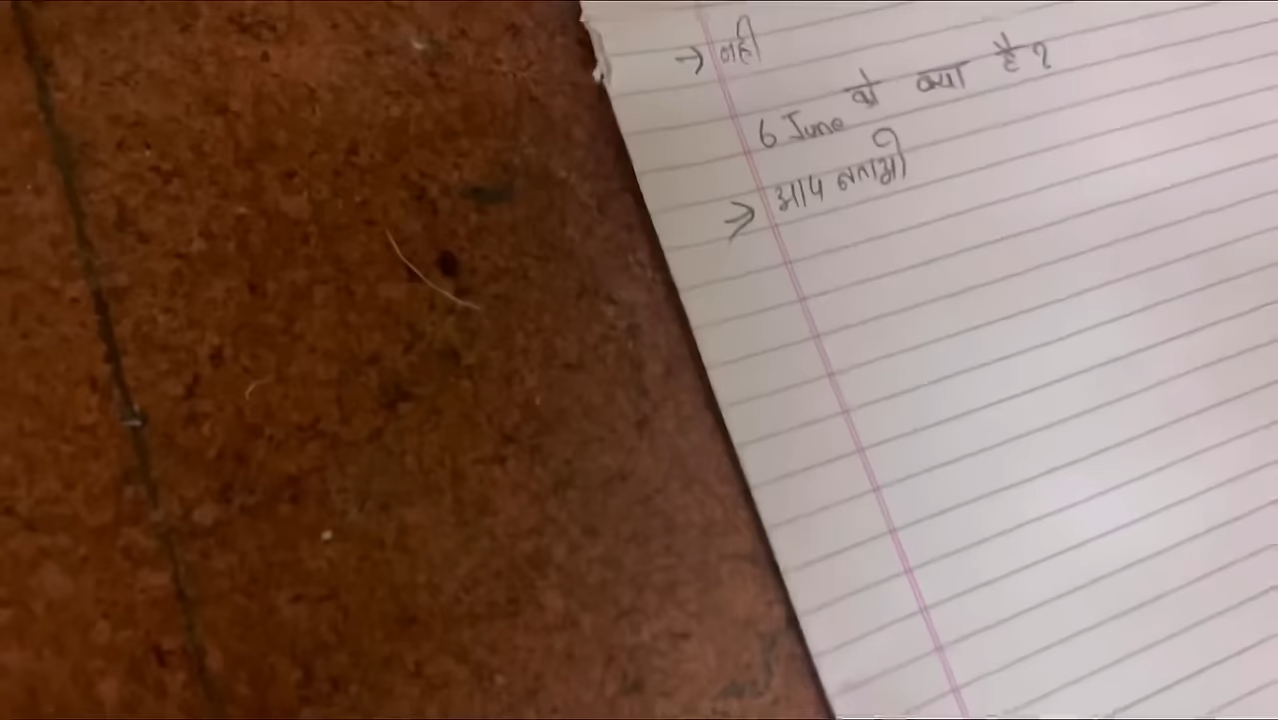 → नही
6 June को क्या है?
⇒ आप बताओ